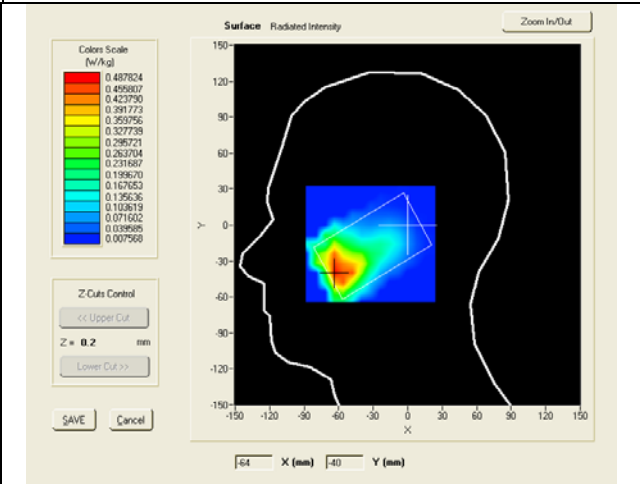 Surface Radiated Intensity
Zoom In/Out
Colors Scale
(W/kg)
0.487824
0.455807
0.423790
0.391773
0.359756
0.327739
0.295721
0.263704
0.231687
0.199670
0.167653
0.135636
0.103619
0.071602
0.039585
0.007568
Z-Cuts Control
<< Upper Cut
Z = 0.2 mm
Lower Cut >>
SAVE Cancel
150-
120-
90-
60-
30-
0-
-30-
-60-
-90-
-120-
-150-
Y
-150 -120 -90 -60 -30 0 30 60 90 120 150
X
-64 X (mm) -40 Y (mm)